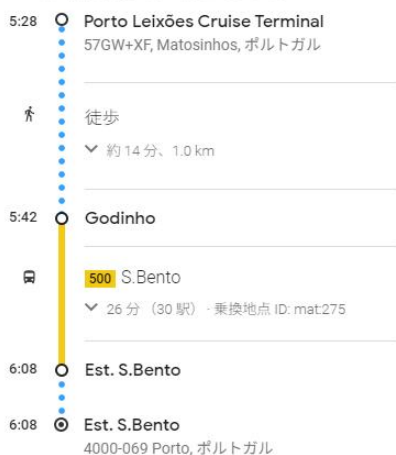 5:28 Porto Leixões Cruise Terminal
57GW+XF, Matosinhos, ポルトガル
徒歩
約 14 分、1.0 km
5:42 Godinho
500 S.Bento
26 分 （30 駅） · 乗換地点 ID: mat275
6:08 Est. S.Bento
6:08 Est. S.Bento
4000-069 Porto, ポルトガル